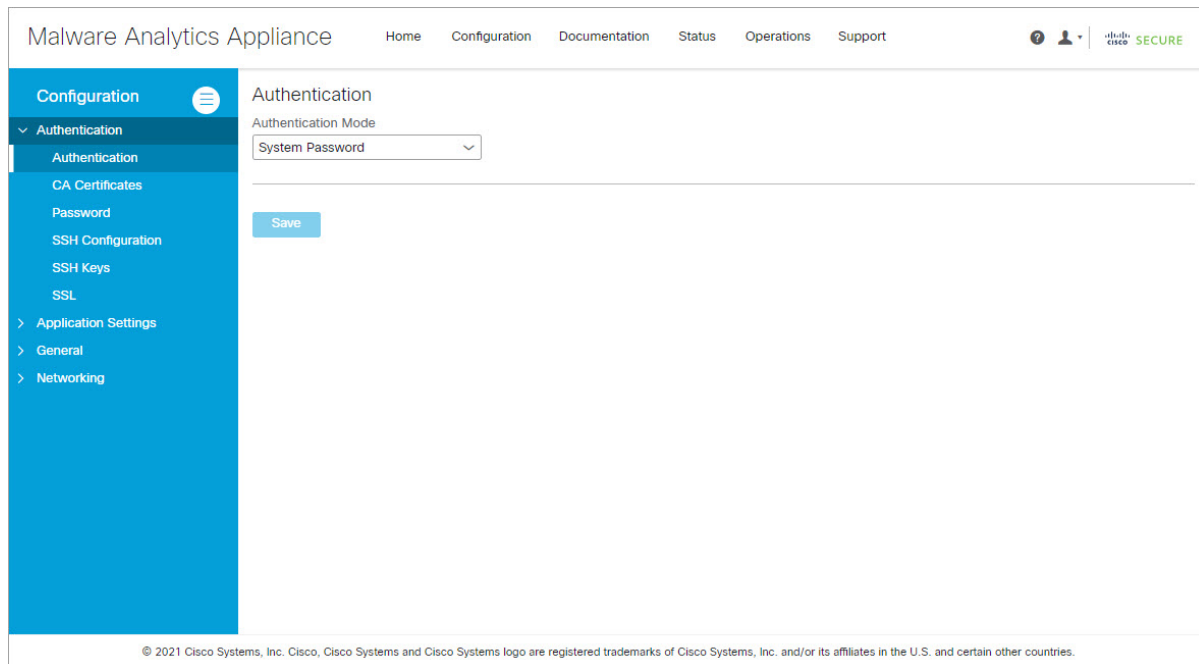 Malware Analytics Appliance
Home Configuration Documentation Status Operations Support
? cisco SECURE
Configuration
Authentication
Authentication
CA Certificates
Password
SSH Configuration
SSH Keys
SSL
Application Settings
General
Networking
Authentication
Authentication Mode
System Password
Save
© 2021 Cisco Systems, Inc. Cisco, Cisco Systems and Cisco Systems logo are registered trademarks of Cisco Systems, Inc. and/or its affiliates in the U.S. and certain other countries.